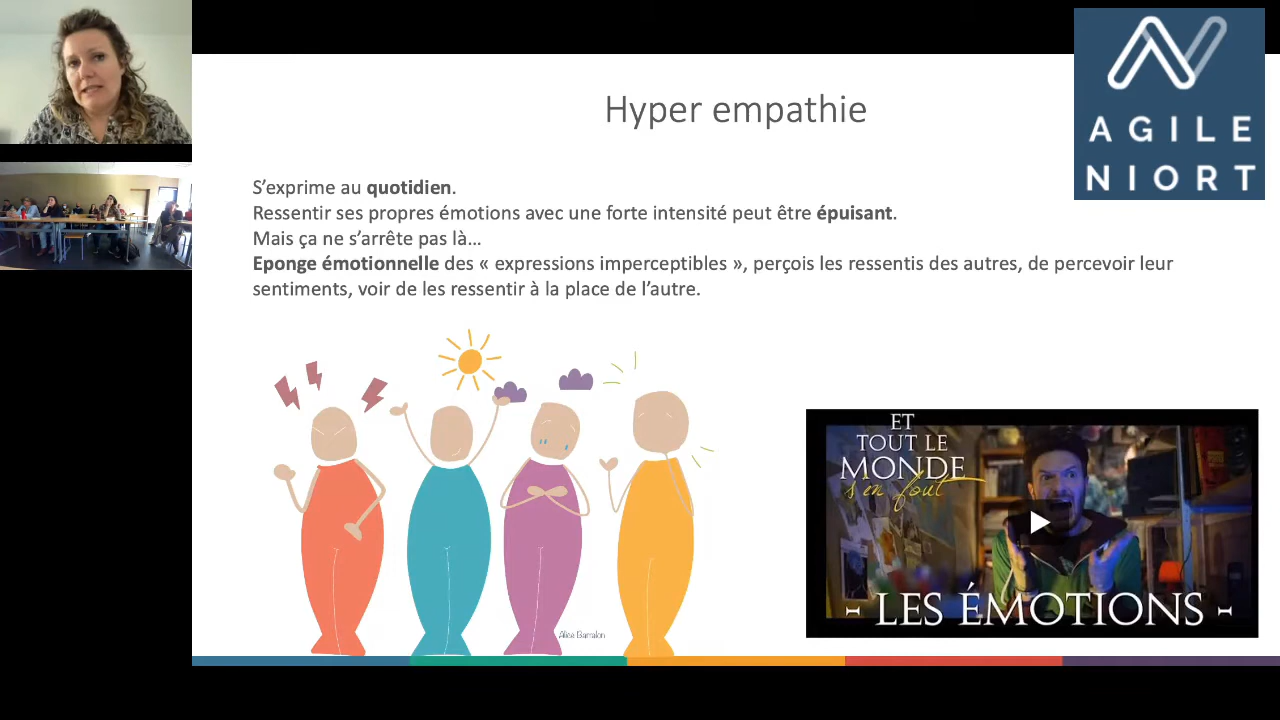 Hyper empathie
AGILE
NIORT
S’exprime au quotidien.
Ressentir ses propres émotions avec une forte intensité peut être épuisant.
Mais ça ne s’arrête pas là…
Eponge émotionnelle des « expressions imperceptibles », perçois les ressentis des autres, de percevoir leur
sentiments, voir de les ressentir à la place de l’autre.
ET
TOUT LE
MONDE
s'en fout
- LES ÉMOTIONS -
Alice Barralon